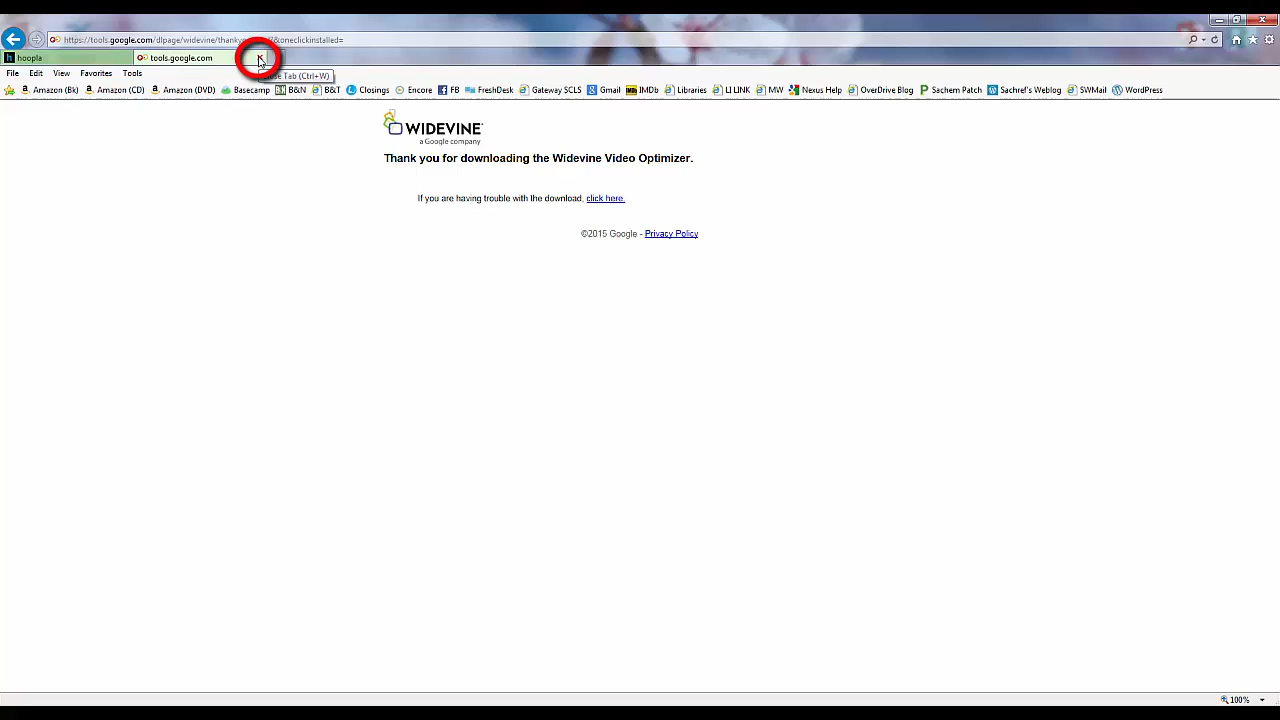 https://tools.google.com/dlpage/widevine/thanky &oneclickinstalled=
hoopla
tools.google.com
Tab (Ctrl+W)
File Edit View Favorites Tools
Amazon (Bk) Amazon (CD) Amazon (DVD) Basecamp B&N B&T Closings Encore FB FreshDesk Gateway SCLS Gmail IMDb Libraries LI LINK MW Nexus Help OverDrive Blog Sachem Patch Sachrel's Weblog SWMail WordPress
WIDEVINE
a Google company
Thank you for downloading the Widevine Video Optimizer.
If you are having trouble with the download, click here.
©2015 Google - Privacy Policy
100%